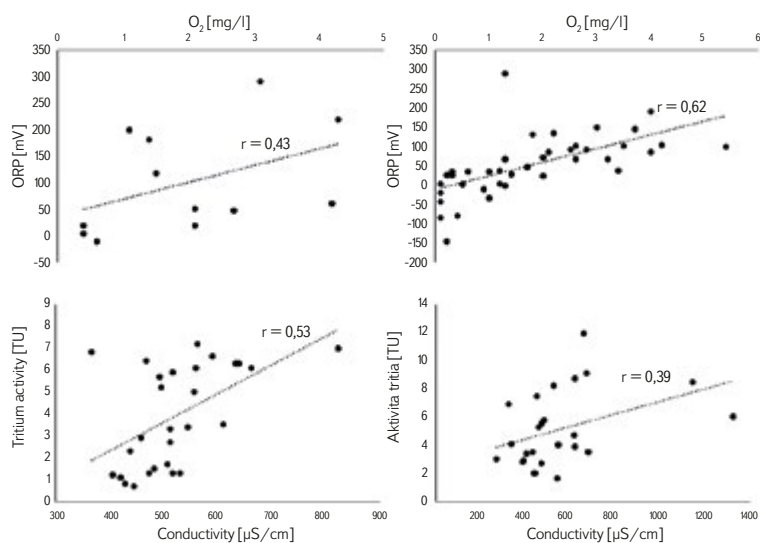 O₂ [mg/l]
0 1 2 3 4 5
350
300
250
200
150
100
50
0
-50
ORP [mV]
r = 0,43
O₂ [mg/l]
0 1 2 3 4 5 6
350
300
250
200
150
100
50
0
-50
-100
-150
-200
ORP [mV]
r = 0,62
9
8
7
6
5
4
3
2
1
0
Tritium activity [TU]
r = 0,53
300 400 500 600 700 800 900
Conductivity [µS/cm]
14
12
10
8
6
4
2
0
Aktivita tritia [TU]
r = 0,39
200 400 600 800 1000 1200 1400
Conductivity [µS/cm]